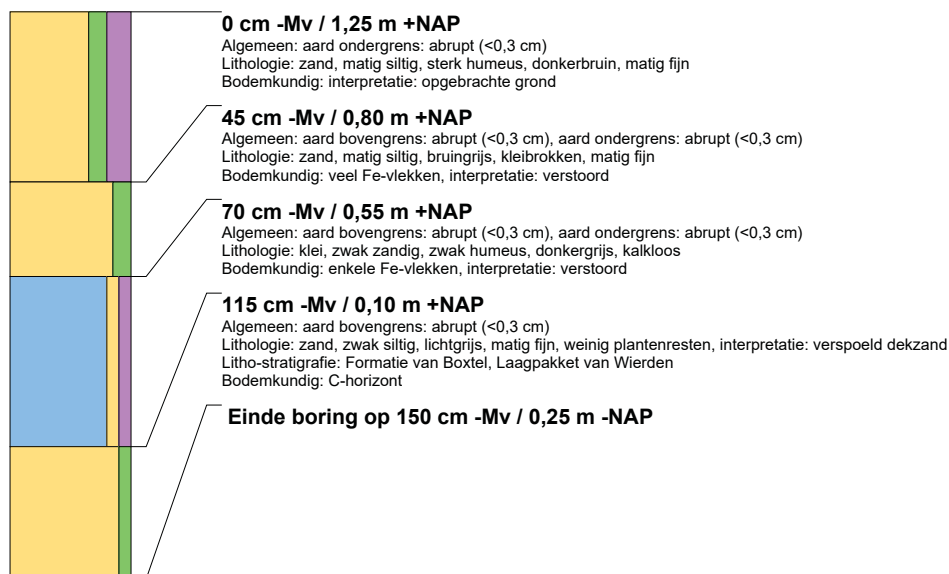 0 cm -Mv / 1,25 m +NAP
Algemeen: aard ondergrens: abrupt (<0,3 cm)
Lithologie: zand, matig siltig, sterk humeus, donkerbruin, matig fijn
Bodemkundig: interpretatie: opgebrachte grond
45 cm -Mv / 0,80 m +NAP
Algemeen: aard bovengrens: abrupt (<0,3 cm), aard ondergrens: abrupt (<0,3 cm)
Lithologie: zand, matig siltig, bruingrijs, kleibrokken, matig fijn
Bodemkundig: veel Fe-vlekken, interpretatie: verstoord
70 cm -Mv / 0,55 m +NAP
Algemeen: aard bovengrens: abrupt (<0,3 cm), aard ondergrens: abrupt (<0,3 cm)
Lithologie: klei, zwak zandig, zwak humeus, donkergrijs, kalkloos
Bodemkundig: enkele Fe-vlekken, interpretatie: verstoord
115 cm -Mv / 0,10 m +NAP
Algemeen: aard bovengrens: abrupt (<0,3 cm)
Lithologie: zand, zwak siltig, lichtgrijs, matig fijn, weinig plantenresten, interpretatie: verspoeld dekzand
Litho-stratigrafie: Formatie van Boxtel, Laagpakket van Wierden
Bodemkundig: C-horizont
Einde boring op 150 cm -Mv / 0,25 m -NAP